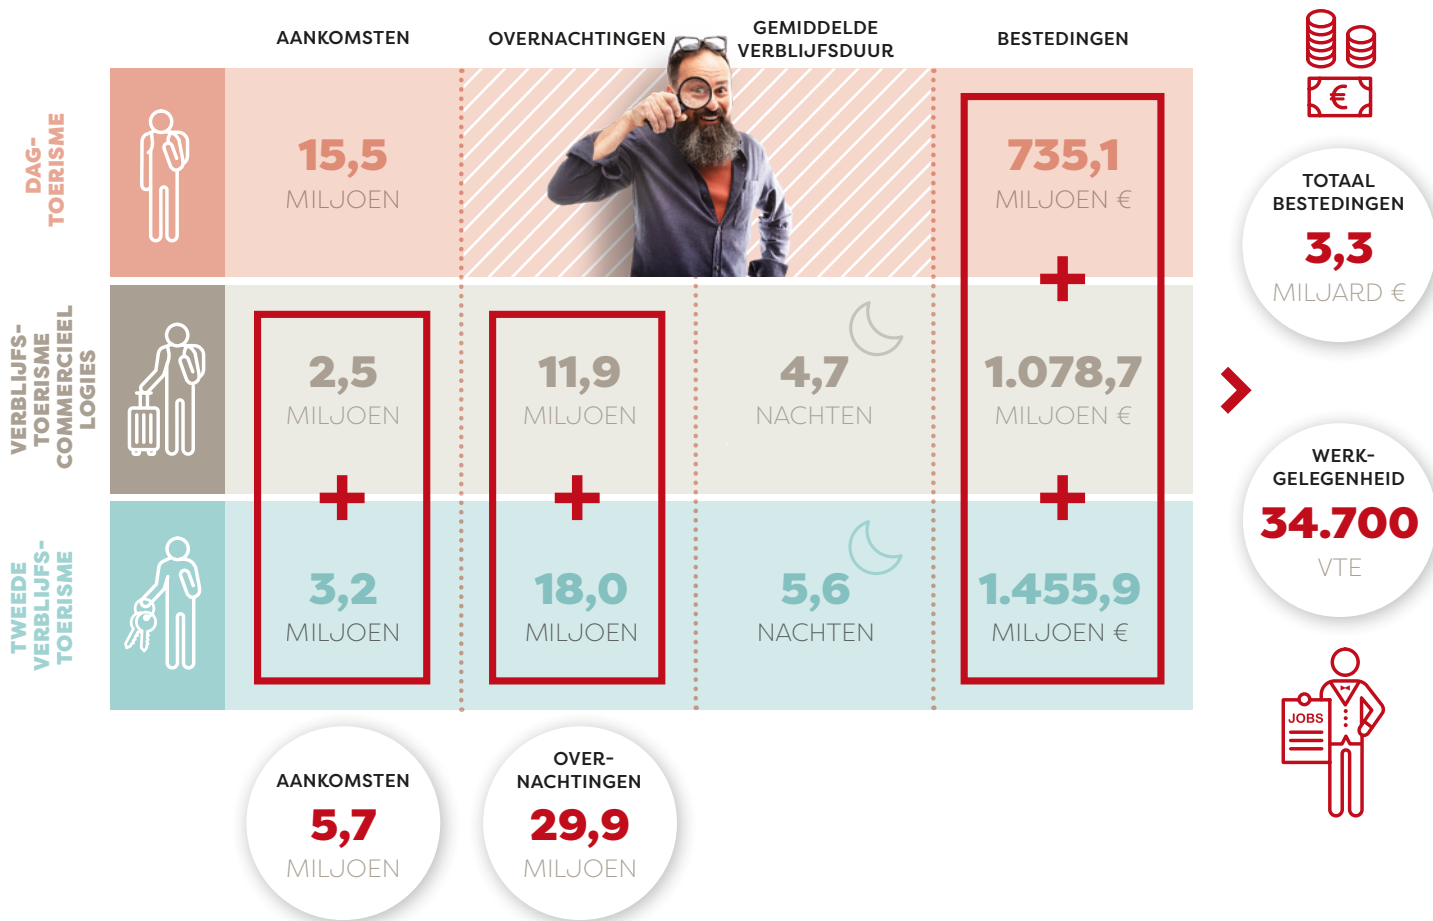 AANKOMSTEN
OVERNACHTINGEN
GEMIDDELDE
VERBLIJFSDUUR
BESTEDINGEN
DAG-
TOERISME
15,5
MILJOEN
735,1
MILJOEN €
+
VERBLIJFS-
TOERISME
COMMERCIEEL
LOGIES
2,5
MILJOEN
11,9
MILJOEN
4,7
NACHTEN
1.078,7
MILJOEN €
+
+
+
TWEEDE
VERBLIJFS-
TOERISME
3,2
MILJOEN
18,0
MILJOEN
5,6
NACHTEN
1.455,9
MILJOEN €
AANKOMSTEN
5,7
MILJOEN
OVER-
NACHTINGEN
29,9
MILJOEN
€
TOTAAL
BESTEDINGEN
3,3
MILJARD €
WERK-
GELEGENHEID
34.700
VTE
JOBS